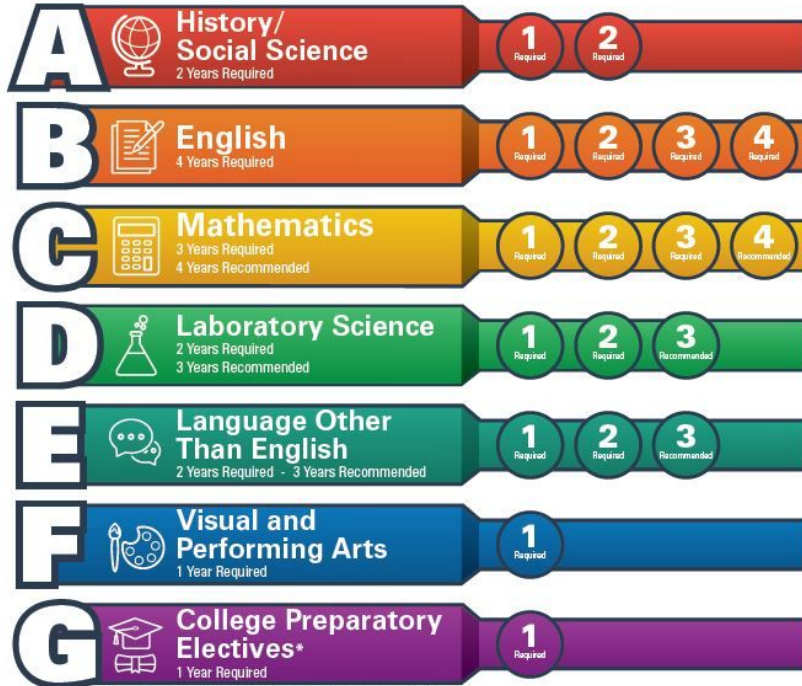 A
History/
Social Science
2 Years Required
1
Required
2
Required
B
English
4 Years Required
1
Required
2
Required
3
Required
4
Required
C
Mathematics
3 Years Required
4 Years Recommended
1
Required
2
Required
3
Required
4
Recommended
D
Laboratory Science
2 Years Required
3 Years Recommended
1
Required
2
Required
3
Recommended
E
Language Other
Than English
2 Years Required - 3 Years Recommended
1
Required
2
Required
3
Recommended
F
Visual and
Performing Arts
1 Year Required
1
Required
G
College Preparatory
Electives*
1 Year Required
1
Required